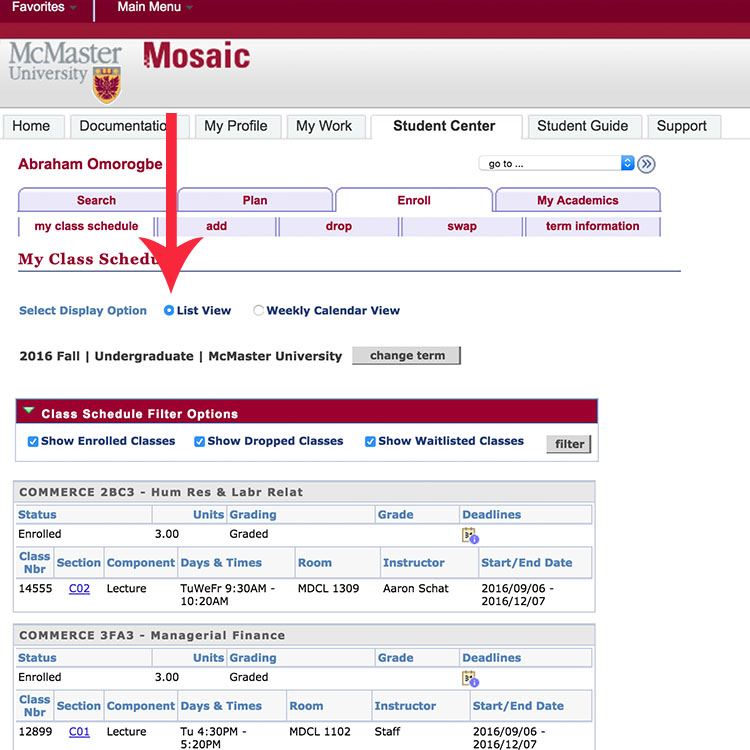 Favorites Main Menu
McMaster University Mosaic
Home Documentatio My Profile My Work Student Center Student Guide Support
Abraham Omorogbe go to ...
Search Plan Enroll My Academics
my class schedule add drop swap term information
My Class Schedu
Select Display Option List View Weekly Calendar View
2016 Fall | Undergraduate | McMaster University change term
Class Schedule Filter Options
Show Enrolled Classes Show Dropped Classes Show Waitlisted Classes filter
COMMERCE 2BC3 - Hum Res & Labr Relat
Status Units Grading Grade Deadlines
Enrolled 3.00 Graded
Class Nbr Section Component Days & Times Room Instructor Start/End Date
14555 C02 Lecture TuWeFr 9:30AM - 10:20AM MDCL 1309 Aaron Schat 2016/09/06 - 2016/12/07
COMMERCE 3FA3 - Managerial Finance
Status Units Grading Grade Deadlines
Enrolled 3.00 Graded
Class Nbr Section Component Days & Times Room Instructor Start/End Date
12899 C01 Lecture Tu 4:30PM - 5:20PM MDCL 1102 Staff 2016/09/06 - 2016/12/07